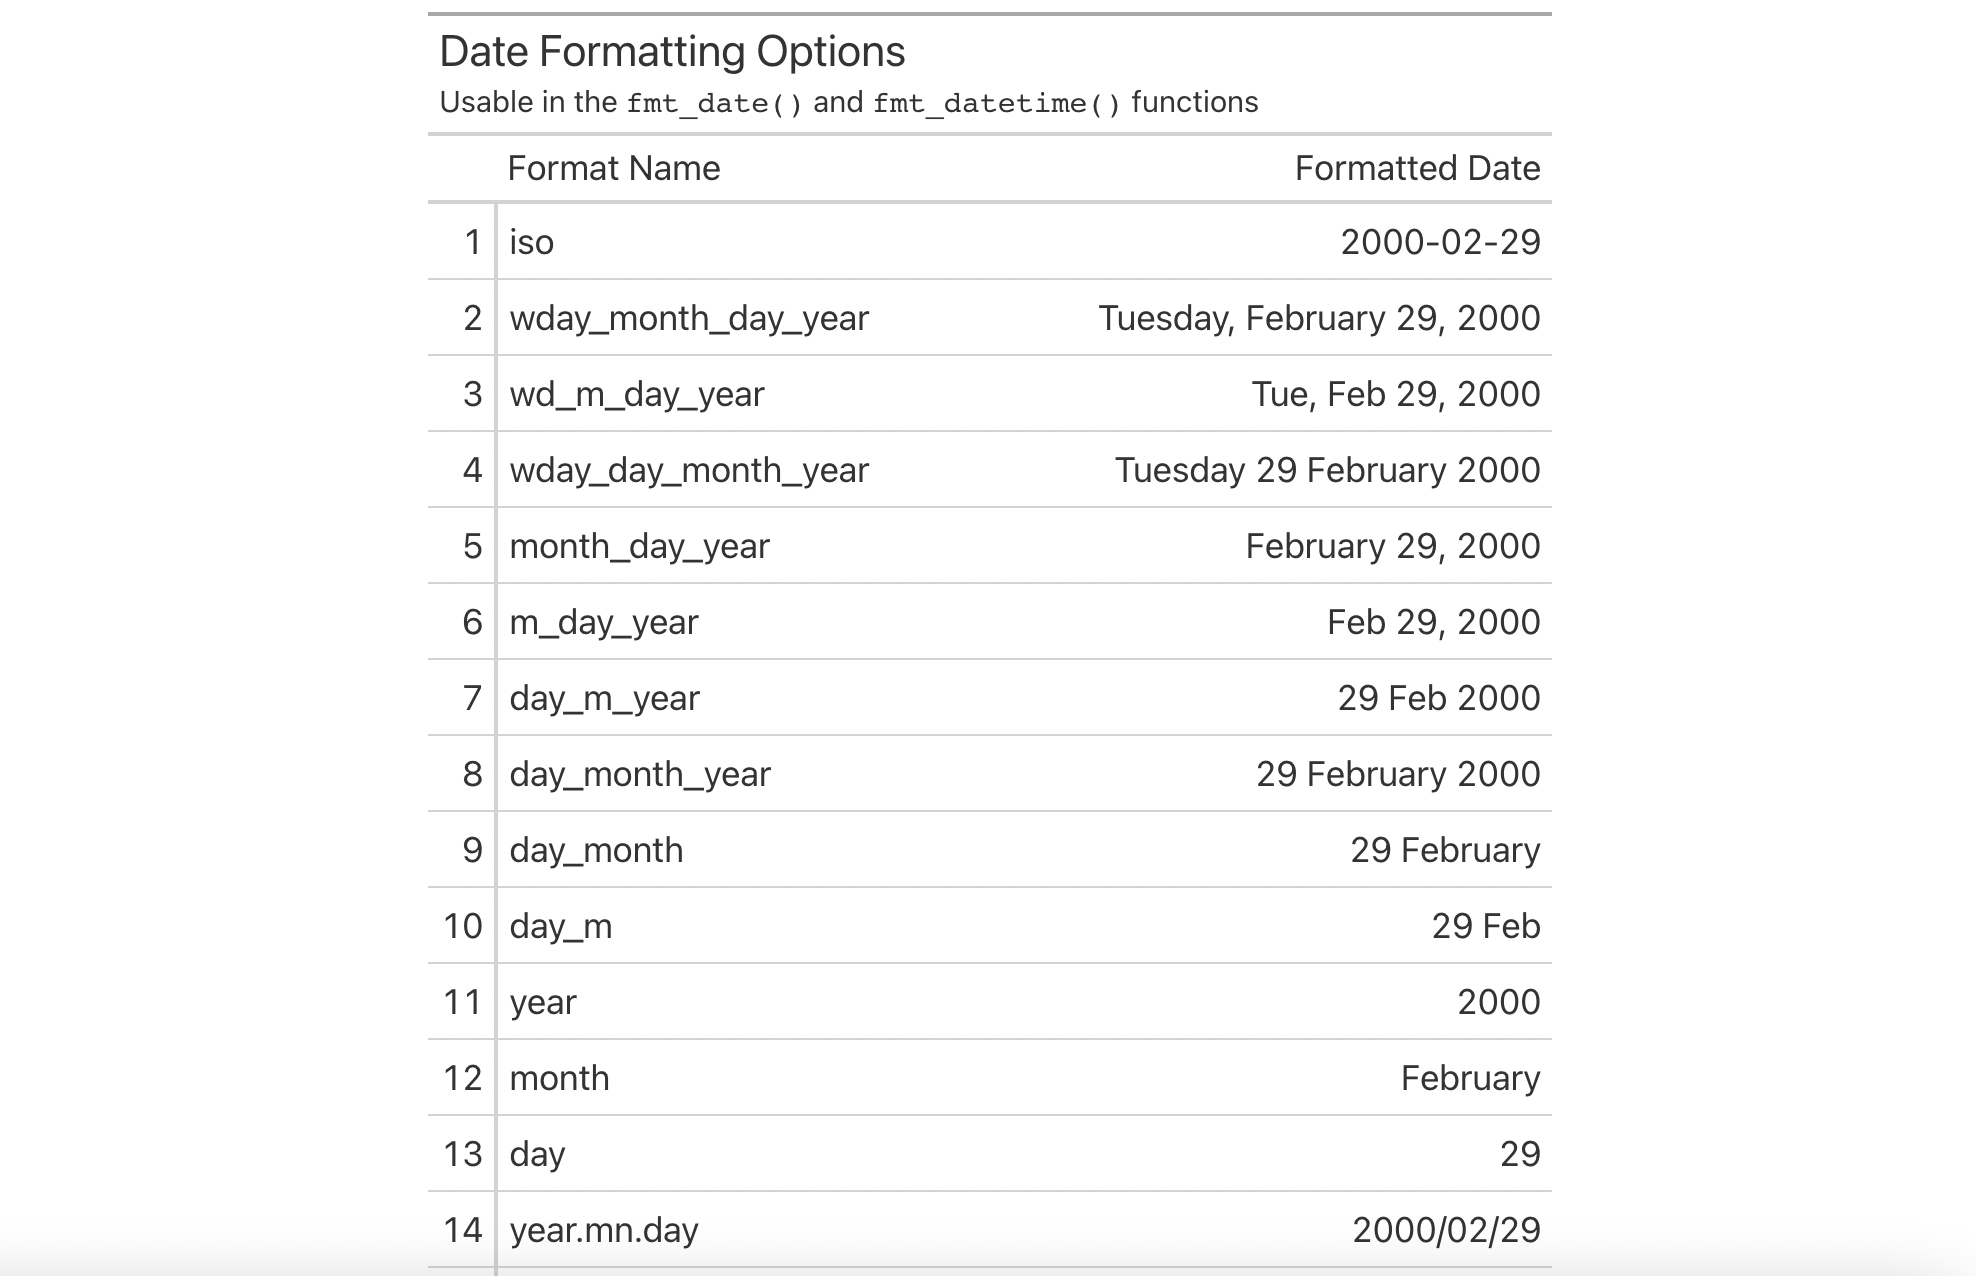 Date Formatting Options
Usable in the fmt_date() and fmt_datetime() functions
Format Name Formatted Date
1 iso 2000-02-29
2 wday_month_day_year Tuesday, February 29, 2000
3 wd_m_day_year Tue, Feb 29, 2000
4 wday_day_month_year Tuesday 29 February 2000
5 month_day_year February 29, 2000
6 m_day_year Feb 29, 2000
7 day_m_year 29 Feb 2000
8 day_month_year 29 February 2000
9 day_month 29 February
10 day_m 29 Feb
11 year 2000
12 month February
13 day 29
14 year.mn.day 2000/02/29